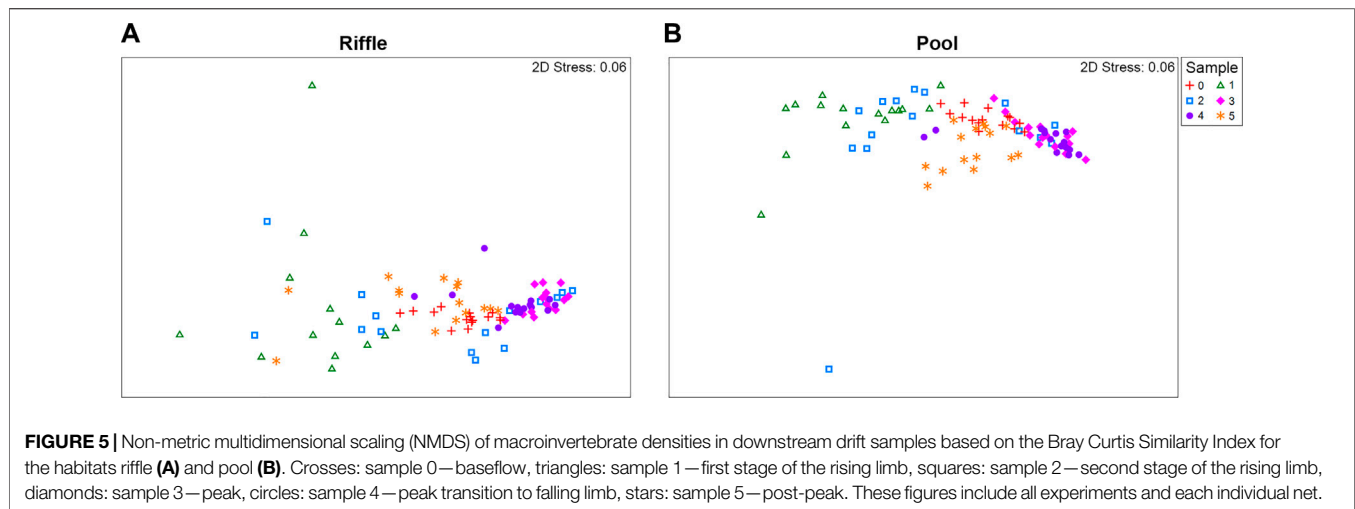 A
Riffle
2D Stress: 0.06
B
Pool
2D Stress: 0.06
Sample
0 1
2 3
4 5
FIGURE 5 | Non-metric multidimensional scaling (NMDS) of macroinvertebrate densities in downstream drift samples based on the Bray Curtis Similarity Index for
the habitats riffle (A) and pool (B). Crosses: sample 0—baseflow, triangles: sample 1—first stage of the rising limb, squares: sample 2—second stage of the rising limb,
diamonds: sample 3—peak, circles: sample 4—peak transition to falling limb, stars: sample 5—post-peak. These figures include all experiments and each individual net.